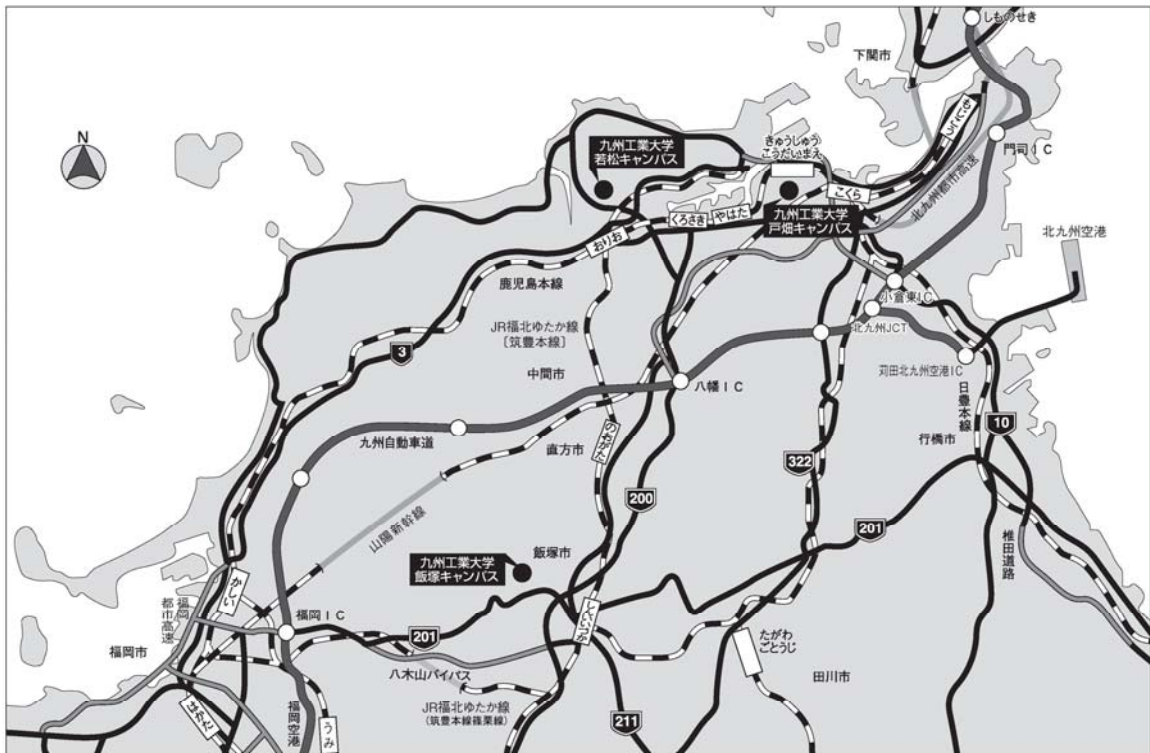 しものせき
下関市
N
もじこう
門司IC
九州工業大学
若松キャンパス
きゅうしゅう
こうだいまえ
こくら
北九州都市高速
くろさき
やはた
九州工業大学
戸畑キャンパス
おりお
北九州空港
鹿児島本線
小倉東IC
JR福北ゆたか線
［筑豊本線］
北九州JCT
3
中間市
八幡IC
苅田北九州空港IC
日豊本線
10
九州自動車道
直方市
のおがた
行橋市
322
200
201
山陽新幹線
九州工業大学
飯塚キャンパス
飯塚市
椎田道路
かしい
福岡
都市高速
福岡IC
201
しんいいづか
たがわ
ごとうじ
福岡市
八木山バイパス
田川市
はかた
福岡空港
うみ
JR福北ゆたか線
（筑豊本線篠栗線）
211